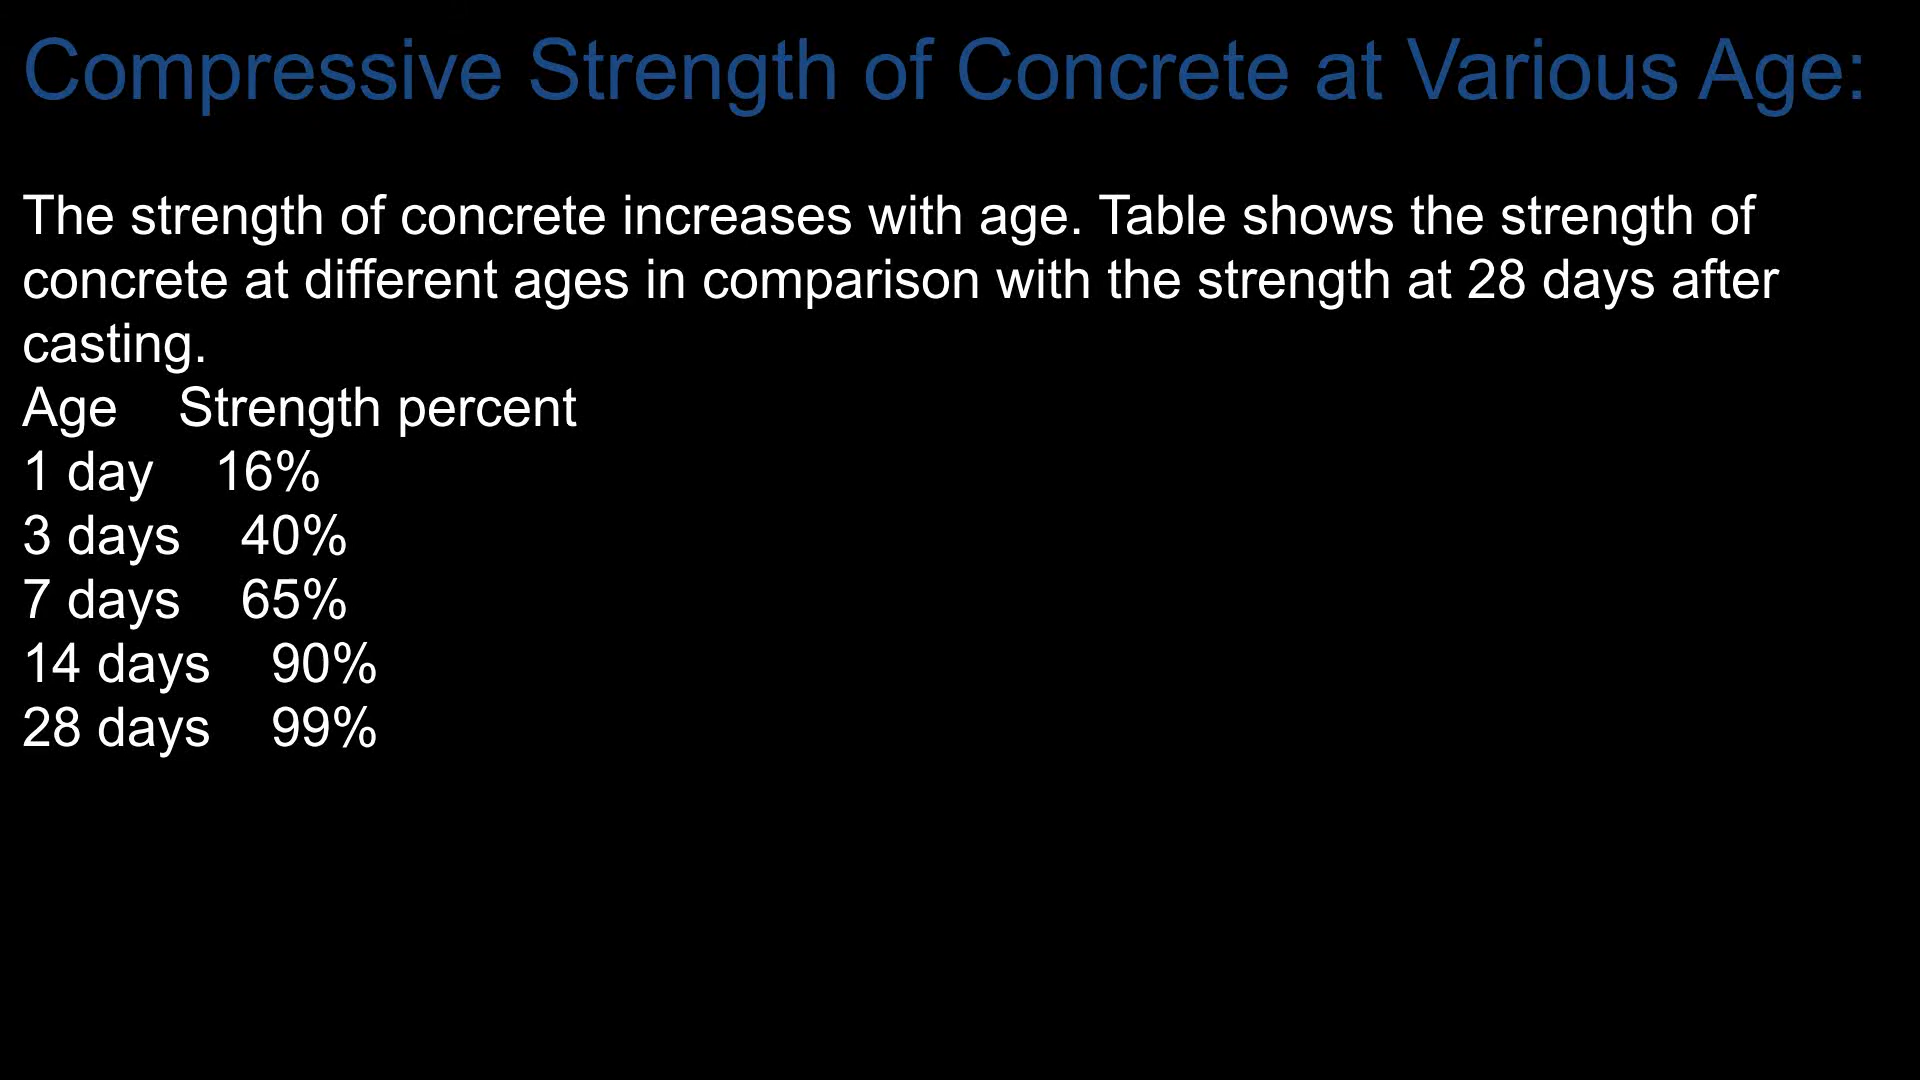 Compressive Strength of Concrete at Various Age:
The strength of concrete increases with age. Table shows the strength of
concrete at different ages in comparison with the strength at 28 days after
casting.
Age    Strength percent
1 day    16%
3 days    40%
7 days    65%
14 days    90%
28 days    99%